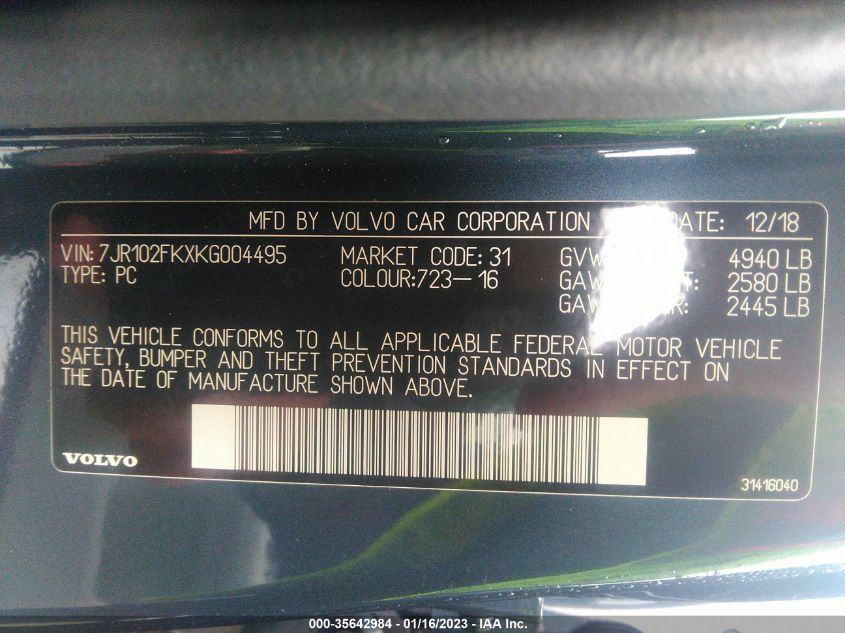 MFD BY VOLVO CAR CORPORATION DATE: 12/18
VIN: 7JR102FKXKG004495 MARKET CODE: 31 4940 LB
TYPE: PC COLOUR:723-16 2580 LB
2445 LB
THIS VEHICLE CONFORMS TO ALL APPLICABLE FEDERAL MOTOR VEHICLE
SAFETY, BUMPER AND THEFT PREVENTION STANDARDS IN EFFECT ON
THE DATE OF MANUFACTURE SHOWN ABOVE.
VOLVO
31416040
000-35642984 - 01/16/2023 - IAA Inc.